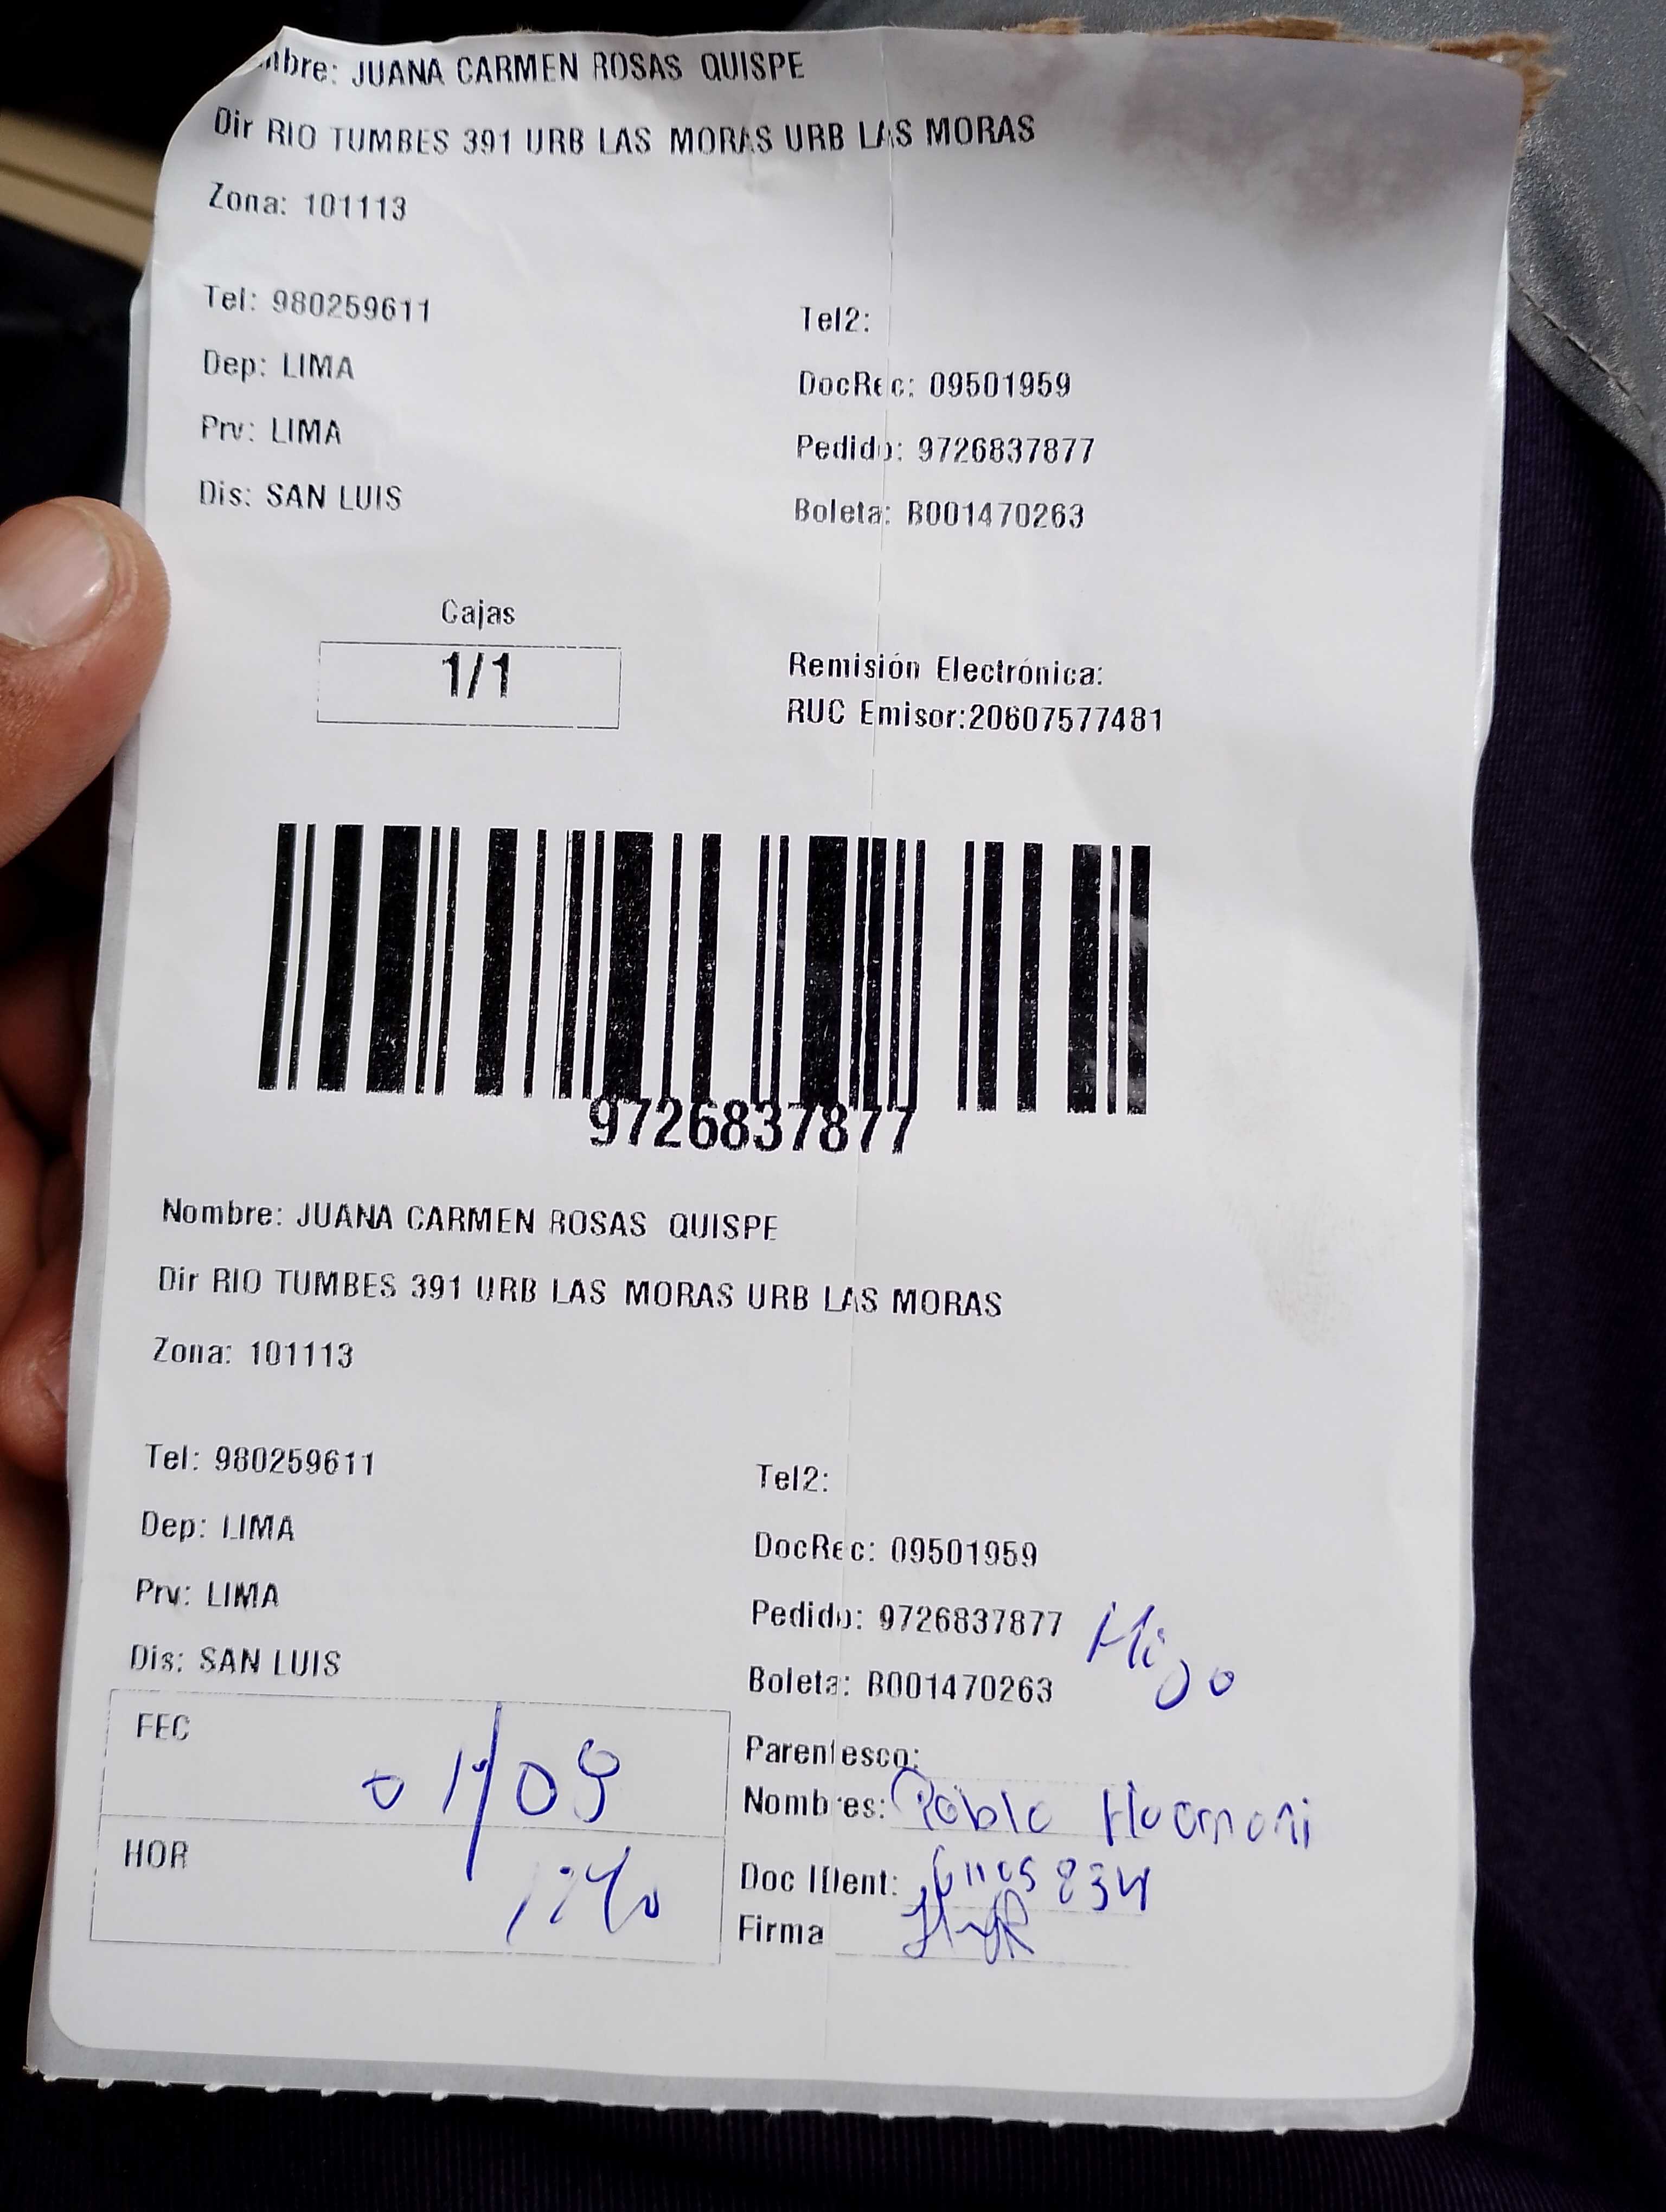 mbre: JUANA CARMEN ROSAS QUISPE
Dir RIO TUMBES 391 URB LAS MORAS URB LAS MORAS
Zona: 101113
Tel: 980259611
Tel2:
Dep: LIMA
DocRec: 09501959
Prv: LIMA
Pedido: 9726837877
Dis: SAN LUIS
Boleta: B001470263
Cajas
1/1
Remisión Electrónica:
RUC Emisor:20607577481
9726837877
Nombre: JUANA CARMEN ROSAS QUISPE
Dir RIO TUMBES 391 URB LAS MORAS URB LAS MORAS
Zona: 101113
Tel: 980259611
Tel2:
Dep: LIMA
DocRec: 09501959
Prv: LIMA
Pedido: 9726837877
Dis: SAN LUIS
Boleta: B001470263
Hijo
FEC
01/09
Parentesco:
Nombres: Pablo Huamani
HOR
Doc IDent:
Firma